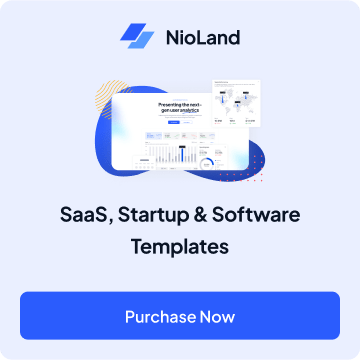 NioLand
Presenting the next-
gen user analytics
SaaS, Startup & Software
Templates
Purchase Now